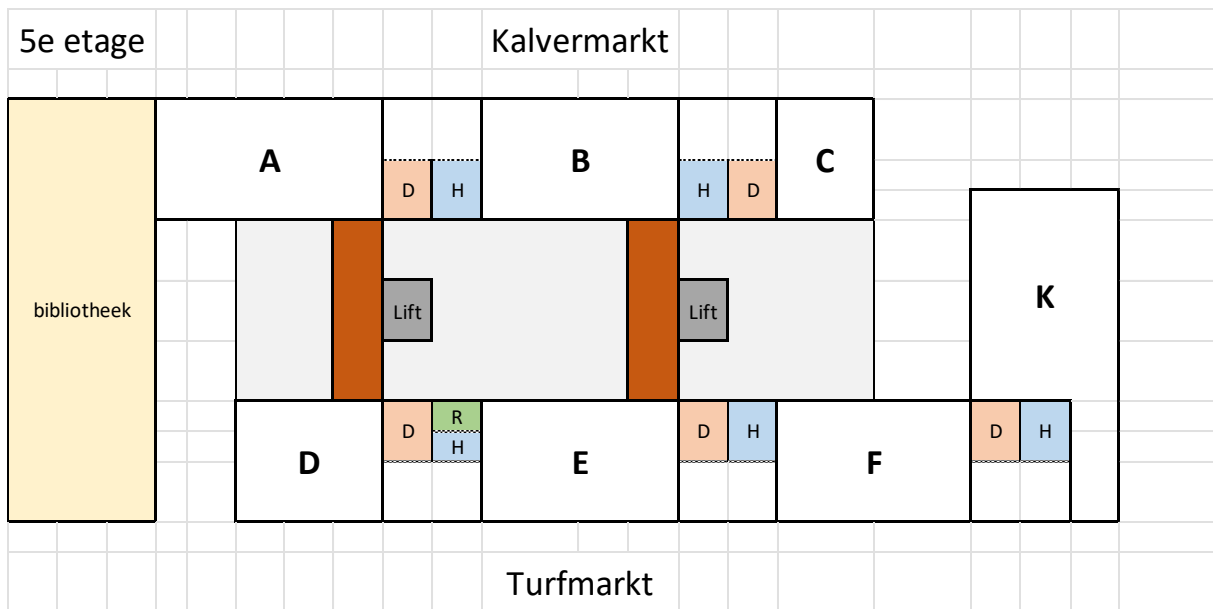 5e etage
Kalvermarkt
A
B
C
D
H
H
D
K
bibliotheek
Lift
Lift
D
D
R
H
E
D
H
F
D
H
Turfmarkt